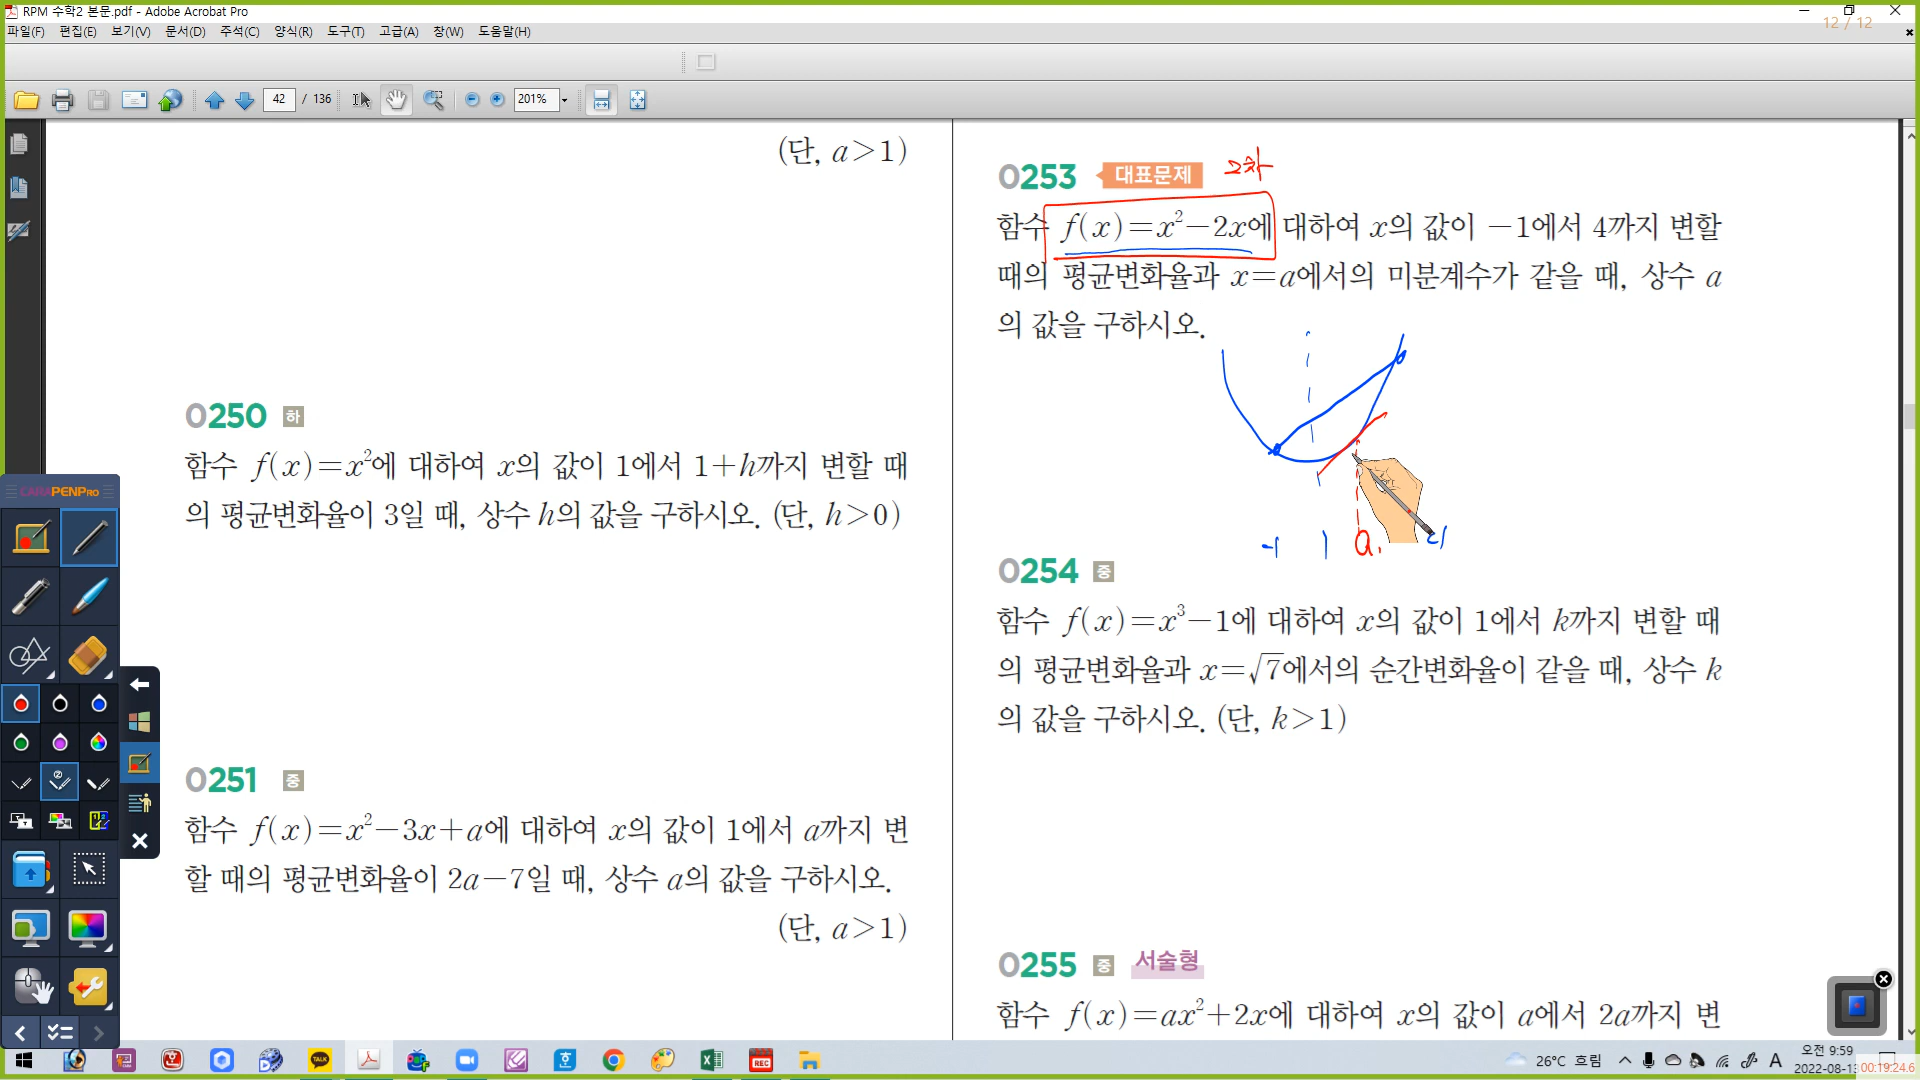 RPM 수학2 본문.pdf - Adobe Acrobat Pro
12 / 12
파일(F) 편집(E) 보기(V) 문서(D) 주석(C) 양식(R) 도구(T) 고급(A) 창(W) 도움말(H)
42 / 136
201%
(단, a>1)
0250 하
함수 f(x)=x²에 대하여 x의 값이 1에서 1+h까지 변할 때
의 평균변화율이 3일 때, 상수 h의 값을 구하시오. (단, h>0)
0251 중
함수 f(x)=x²-3x+a에 대하여 x의 값이 1에서 a까지 변
할 때의 평균변화율이 2a-7일 때, 상수 a의 값을 구하시오.
(단, a>1)
0253 대표문제 2차
함수 f(x)=x²-2x에 대하여 x의 값이 -1에서 4까지 변할
때의 평균변화율과 x=a에서의 미분계수가 같을 때, 상수 a
의 값을 구하시오.
-1 1 a. 4
0254 중
함수 f(x)=x³-1에 대하여 x의 값이 1에서 k까지 변할 때
의 평균변화율과 x=√7에서의 순간변화율이 같을 때, 상수 k
의 값을 구하시오. (단, k>1)
0255 중 서술형
함수 f(x)=ax²+2x에 대하여 x의 값이 a에서 2a까지 변
CARAPENPRO
TALK
REC
26°C 흐림
A
오전 9:59
2022-08-13
00:19:24.6